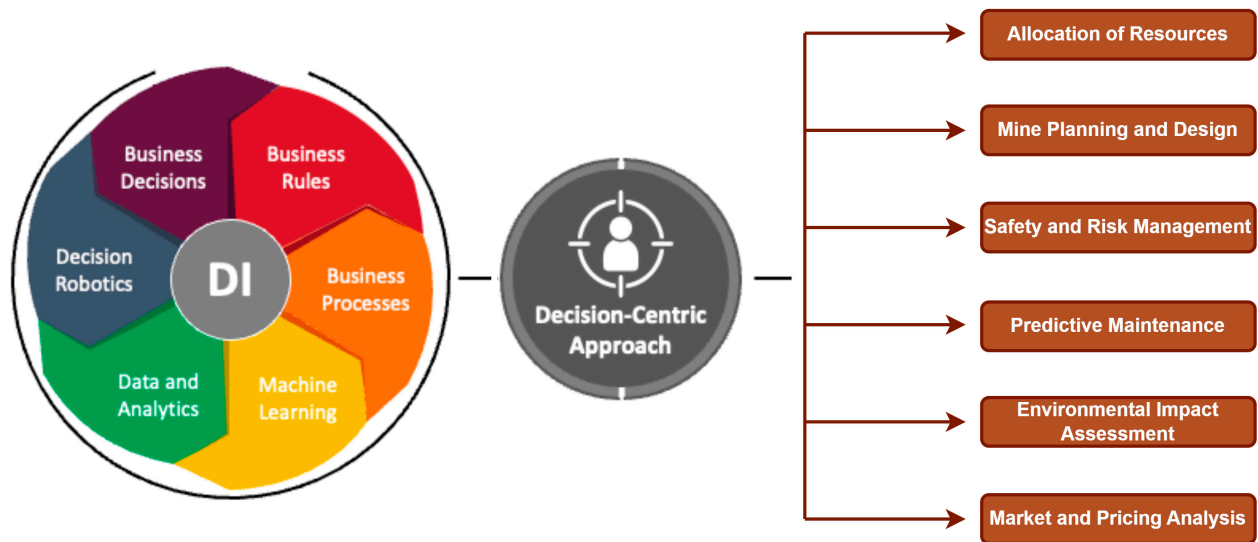 Business
Decisions
Business
Rules
Decision
Robotics
DI
Business
Processes
Data and
Analytics
Machine
Learning
Decision-Centric
Approach
Allocation of Resources
Mine Planning and Design
Safety and Risk Management
Predictive Maintenance
Environmental Impact
Assessment
Market and Pricing Analysis